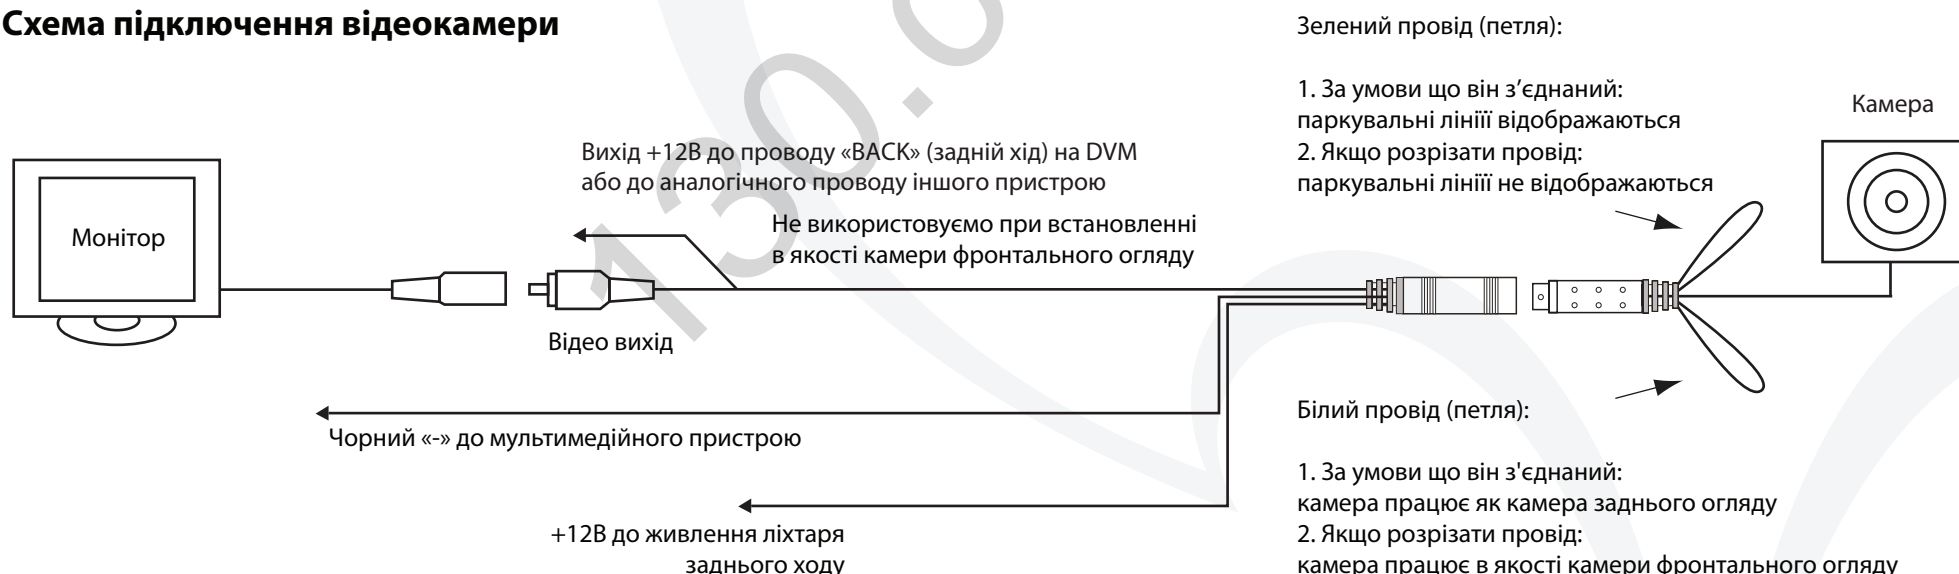 Схема підключення відеокамери
Зелений провід (петля):
1. За умови що він з’єднаний:
паркувальні лініїї відображаються
2. Якщо розрізати провід:
паркувальні лініїї не відображаються
Камера
Вихід +12В до проводу «BACK» (задній хід) на DVM
або до аналогічного проводу іншого пристрою
Не використовуємо при встановленні
в якості камери фронтального огляду
Монітор
Відео вихід
Чорний «-» до мультимедійного пристрою
+12В до живлення ліхтаря
заднього ходу
Білий провід (петля):
1. За умови що він з'єднаний:
камера працює як камера заднього огляду
2. Якщо розрізати провід:
камера працює в якості камери фронтального огляду
130.